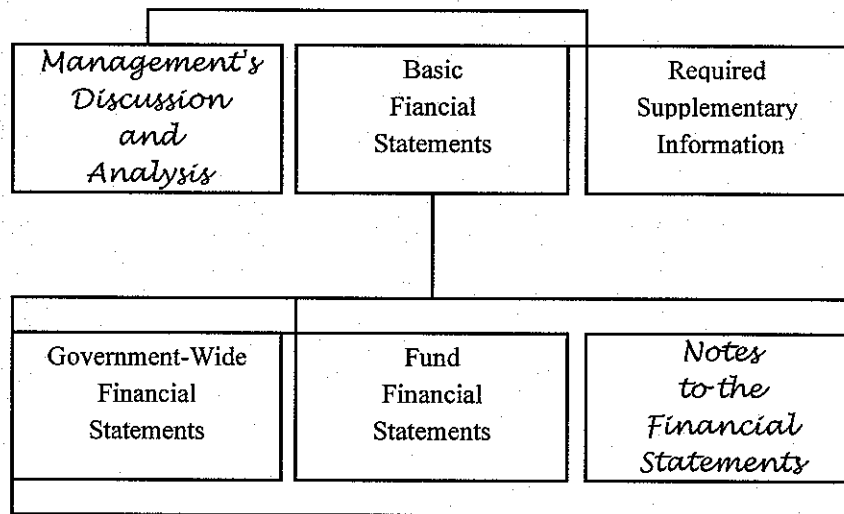 Management's
Discussion
and
Analysis
Basic
Fiancial
Statements
Required
Supplementary
Information
Government-Wide
Financial
Statements
Fund
Financial
Statements
Notes
to the
Financial
Statements